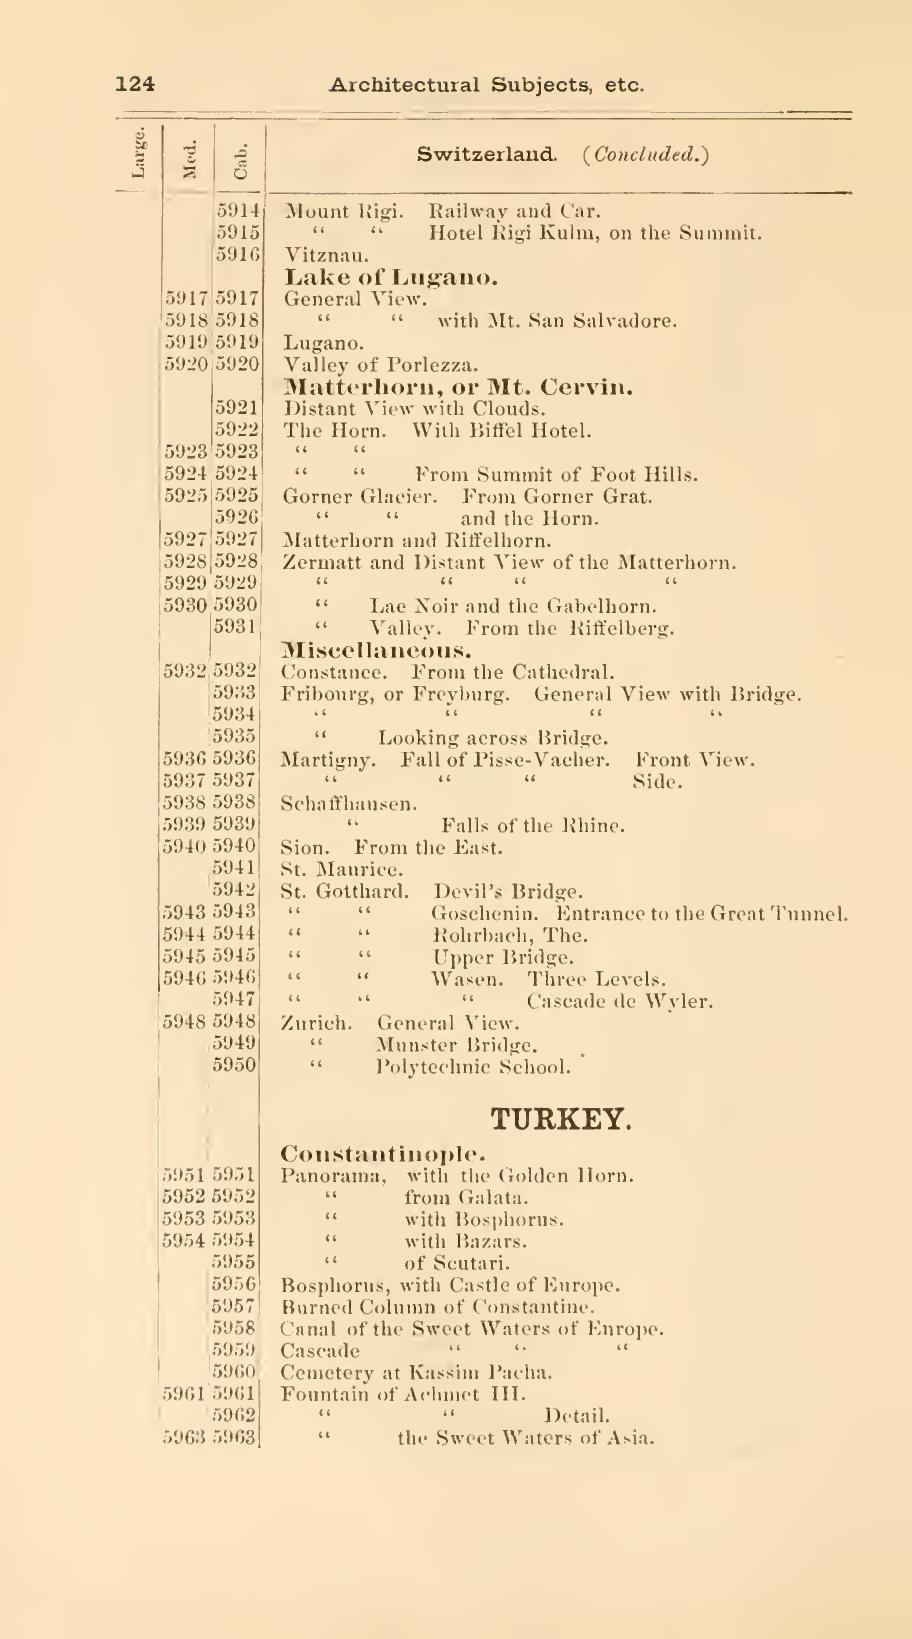 124 Architectural Subjects, etc.
Large. Med. Cab. Switzerland. (Concluded.)
5914 Mount Rigi. Railway and Car.
5915 “ “ Hotel Rigi Kulm, on the Summit.
5916 Vitznau.
Lake of Lugano.
5917 5917 General View.
5918 5918 “ “ with Mt. San Salvadore.
5919 5919 Lugano.
5920 5920 Valley of Porlezza.
Matterhorn, or Mt. Cervin.
5921 Distant View with Clouds.
5922 The Horn. With Biffel Hotel.
5923 5923 “ “
5924 5924 “ “ From Summit of Foot Hills.
5925 5925 Gorner Glacier. From Gorner Grat.
5926 “ “ and the Horn.
5927 5927 Matterhorn and Riffelhorn.
5928 5928 Zermatt and Distant View of the Matterhorn.
5929 5929 “ “ “ “
5930 5930 “ Lac Noir and the Gabelhorn.
5931 “ Valley. From the Riffelberg.
Miscellaneous.
5932 5932 Constance. From the Cathedral.
5933 Fribourg, or Freyburg. General View with Bridge.
5934 “ “ “ “
5935 “ Looking across Bridge.
5936 5936 Martigny. Fall of Pisse-Vacher. Front View.
5937 5937 “ “ “ Side.
5938 5938 Schaffhausen.
5939 5939 “ Falls of the Rhine.
5940 5940 Sion. From the East.
5941 St. Maurice.
5942 St. Gotthard. Devil's Bridge.
5943 5943 “ “ Goschenin. Entrance to the Great Tunnel.
5944 5944 “ “ Rohrbach, The.
5945 5945 “ “ Upper Bridge.
5946 5946 “ “ Wasen. Three Levels.
5947 “ “ “ Cascade de Wyler.
5948 5948 Zurich. General View.
5949 “ Munster Bridge.
5950 “ Polytechnic School.
TURKEY.
Constantinople.
5951 5951 Panorama, with the Golden Horn.
5952 5952 “ from Galata.
5953 5953 “ with Bosphorus.
5954 5954 “ with Bazars.
5955 “ of Scutari.
5956 Bosphorus, with Castle of Europe.
5957 Burned Column of Constantine.
5958 Canal of the Sweet Waters of Europe.
5959 Cascade “ “ “
5960 Cemetery at Kassim Pacha.
5961 5961 Fountain of Achmet III.
5962 “ “ Detail.
5963 5963 “ the Sweet Waters of Asia.